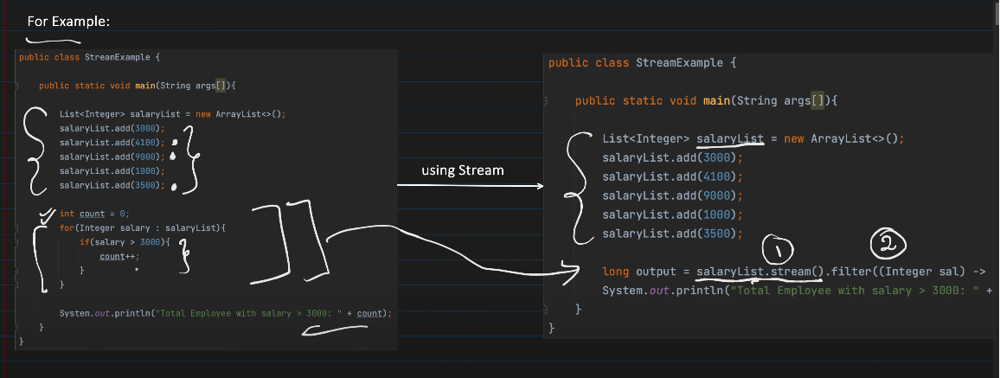 For Example:
public class StreamExample {
public static void main(String args[]){
List<Integer> salaryList = new ArrayList<>();
salaryList.add(3000);
salaryList.add(4100);
salaryList.add(9000);
salaryList.add(1000);
salaryList.add(3500);
int count = 0;
for(Integer salary : salaryList){
if(salary > 3000){
count++;
}
}
System.out.println("Total Employee with salary > 3000: " + count);
}
}
using Stream
public class StreamExample {
public static void main(String args[]){
List<Integer> salaryList = new ArrayList<>();
salaryList.add(3000);
salaryList.add(4100);
salaryList.add(9000);
salaryList.add(1000);
salaryList.add(3500);
1 2
long output = salaryList.stream().filter((Integer sal) ->
System.out.println("Total Employee with salary > 3000: " +
}
}